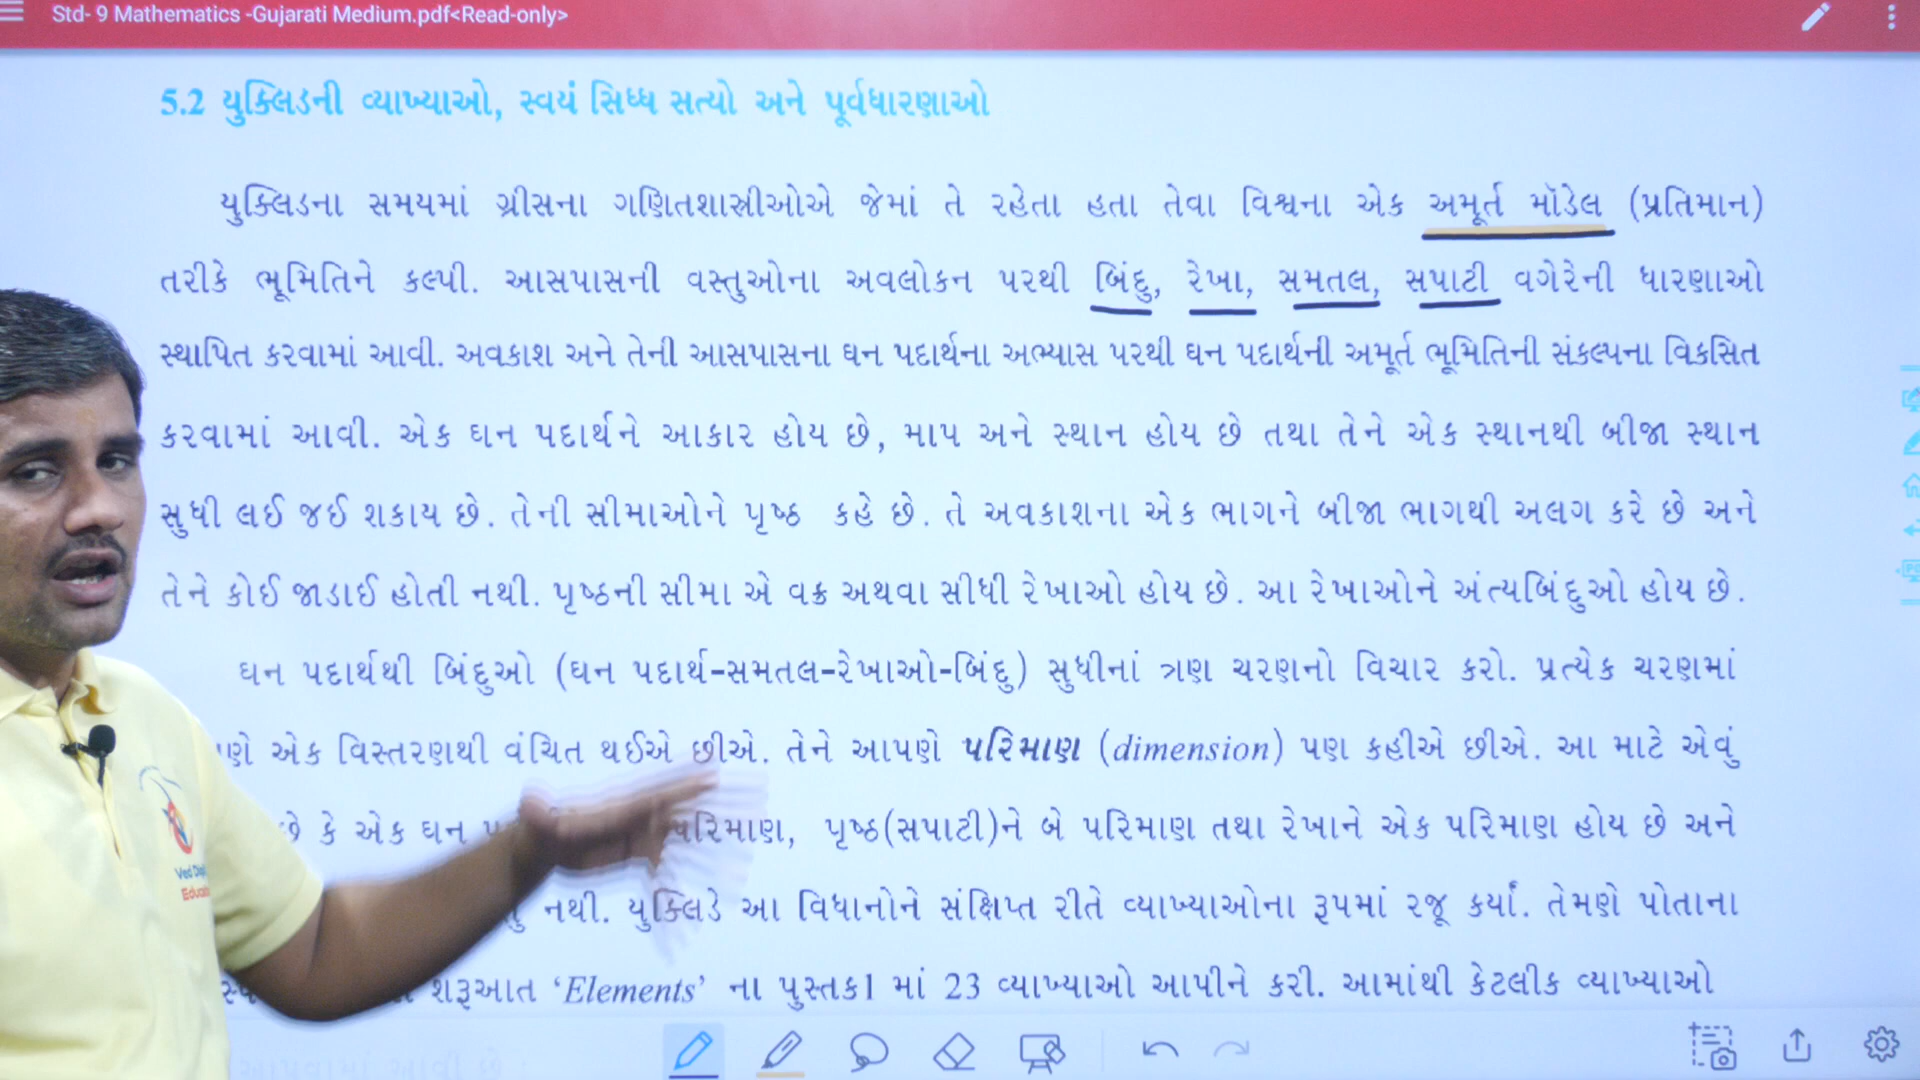 Std- 9 Mathematics -Gujarati Medium.pdf<Read-only>
5.2 યુક્લિડની વ્યાખ્યાઓ, સ્વયં સિધ્ધ સત્યો અને પૂર્વધારણાઓ
યુક્લિડના સમયમાં ગ્રીસના ગણિતશાસ્ત્રીઓએ જેમાં તે રહેતા હતા તેવા વિશ્વના એક અમૂર્ત મૉડેલ (પ્રતિમાન)
તરીકે ભૂમિતિને કલ્પી. આસપાસની વસ્તુઓના અવલોકન પરથી બિંદુ, રેખા, સમતલ, સપાટી વગેરેની ધારણાઓ
સ્થાપિત કરવામાં આવી. અવકાશ અને તેની આસપાસના ઘન પદાર્થના અભ્યાસ પરથી ઘન પદાર્થની અમૂર્ત ભૂમિતિની સંકલ્પના વિકસિત
કરવામાં આવી. એક ઘન પદાર્થને આકાર હોય છે, માપ અને સ્થાન હોય છે તથા તેને એક સ્થાનથી બીજા સ્થાન
સુધી લઈ જઈ શકાય છે. તેની સીમાઓને પૃષ્ઠ કહે છે. તે અવકાશના એક ભાગને બીજા ભાગથી અલગ કરે છે અને
તેને કોઈ જાડાઈ હોતી નથી. પૃષ્ઠની સીમા એ વક્ર અથવા સીધી રેખાઓ હોય છે. આ રેખાઓને અંત્યબિંદુઓ હોય છે.
ઘન પદાર્થથી બિંદુઓ (ઘન પદાર્થ-સમતલ-રેખાઓ-બિંદુ) સુધીનાં ત્રણ ચરણનો વિચાર કરો. પ્રત્યેક ચરણમાં
એક વિસ્તરણથી વંચિત થઈએ છીએ. તેને આપણે પરિમાણ (dimension) પણ કહીએ છીએ. આ માટે એવું
છે કે એક ઘન પરિમાણ, પૃષ્ઠ(સપાટી)ને બે પરિમાણ તથા રેખાને એક પરિમાણ હોય છે અને
નથી. યુક્લિડે આ વિધાનોને સંક્ષિપ્ત રીતે વ્યાખ્યાઓના રૂપમાં રજૂ કર્યાં. તેમણે પોતાના
શરૂઆત ‘Elements’ ના પુસ્તક1 માં 23 વ્યાખ્યાઓ આપીને કરી. આમાંથી કેટલીક વ્યાખ્યાઓ